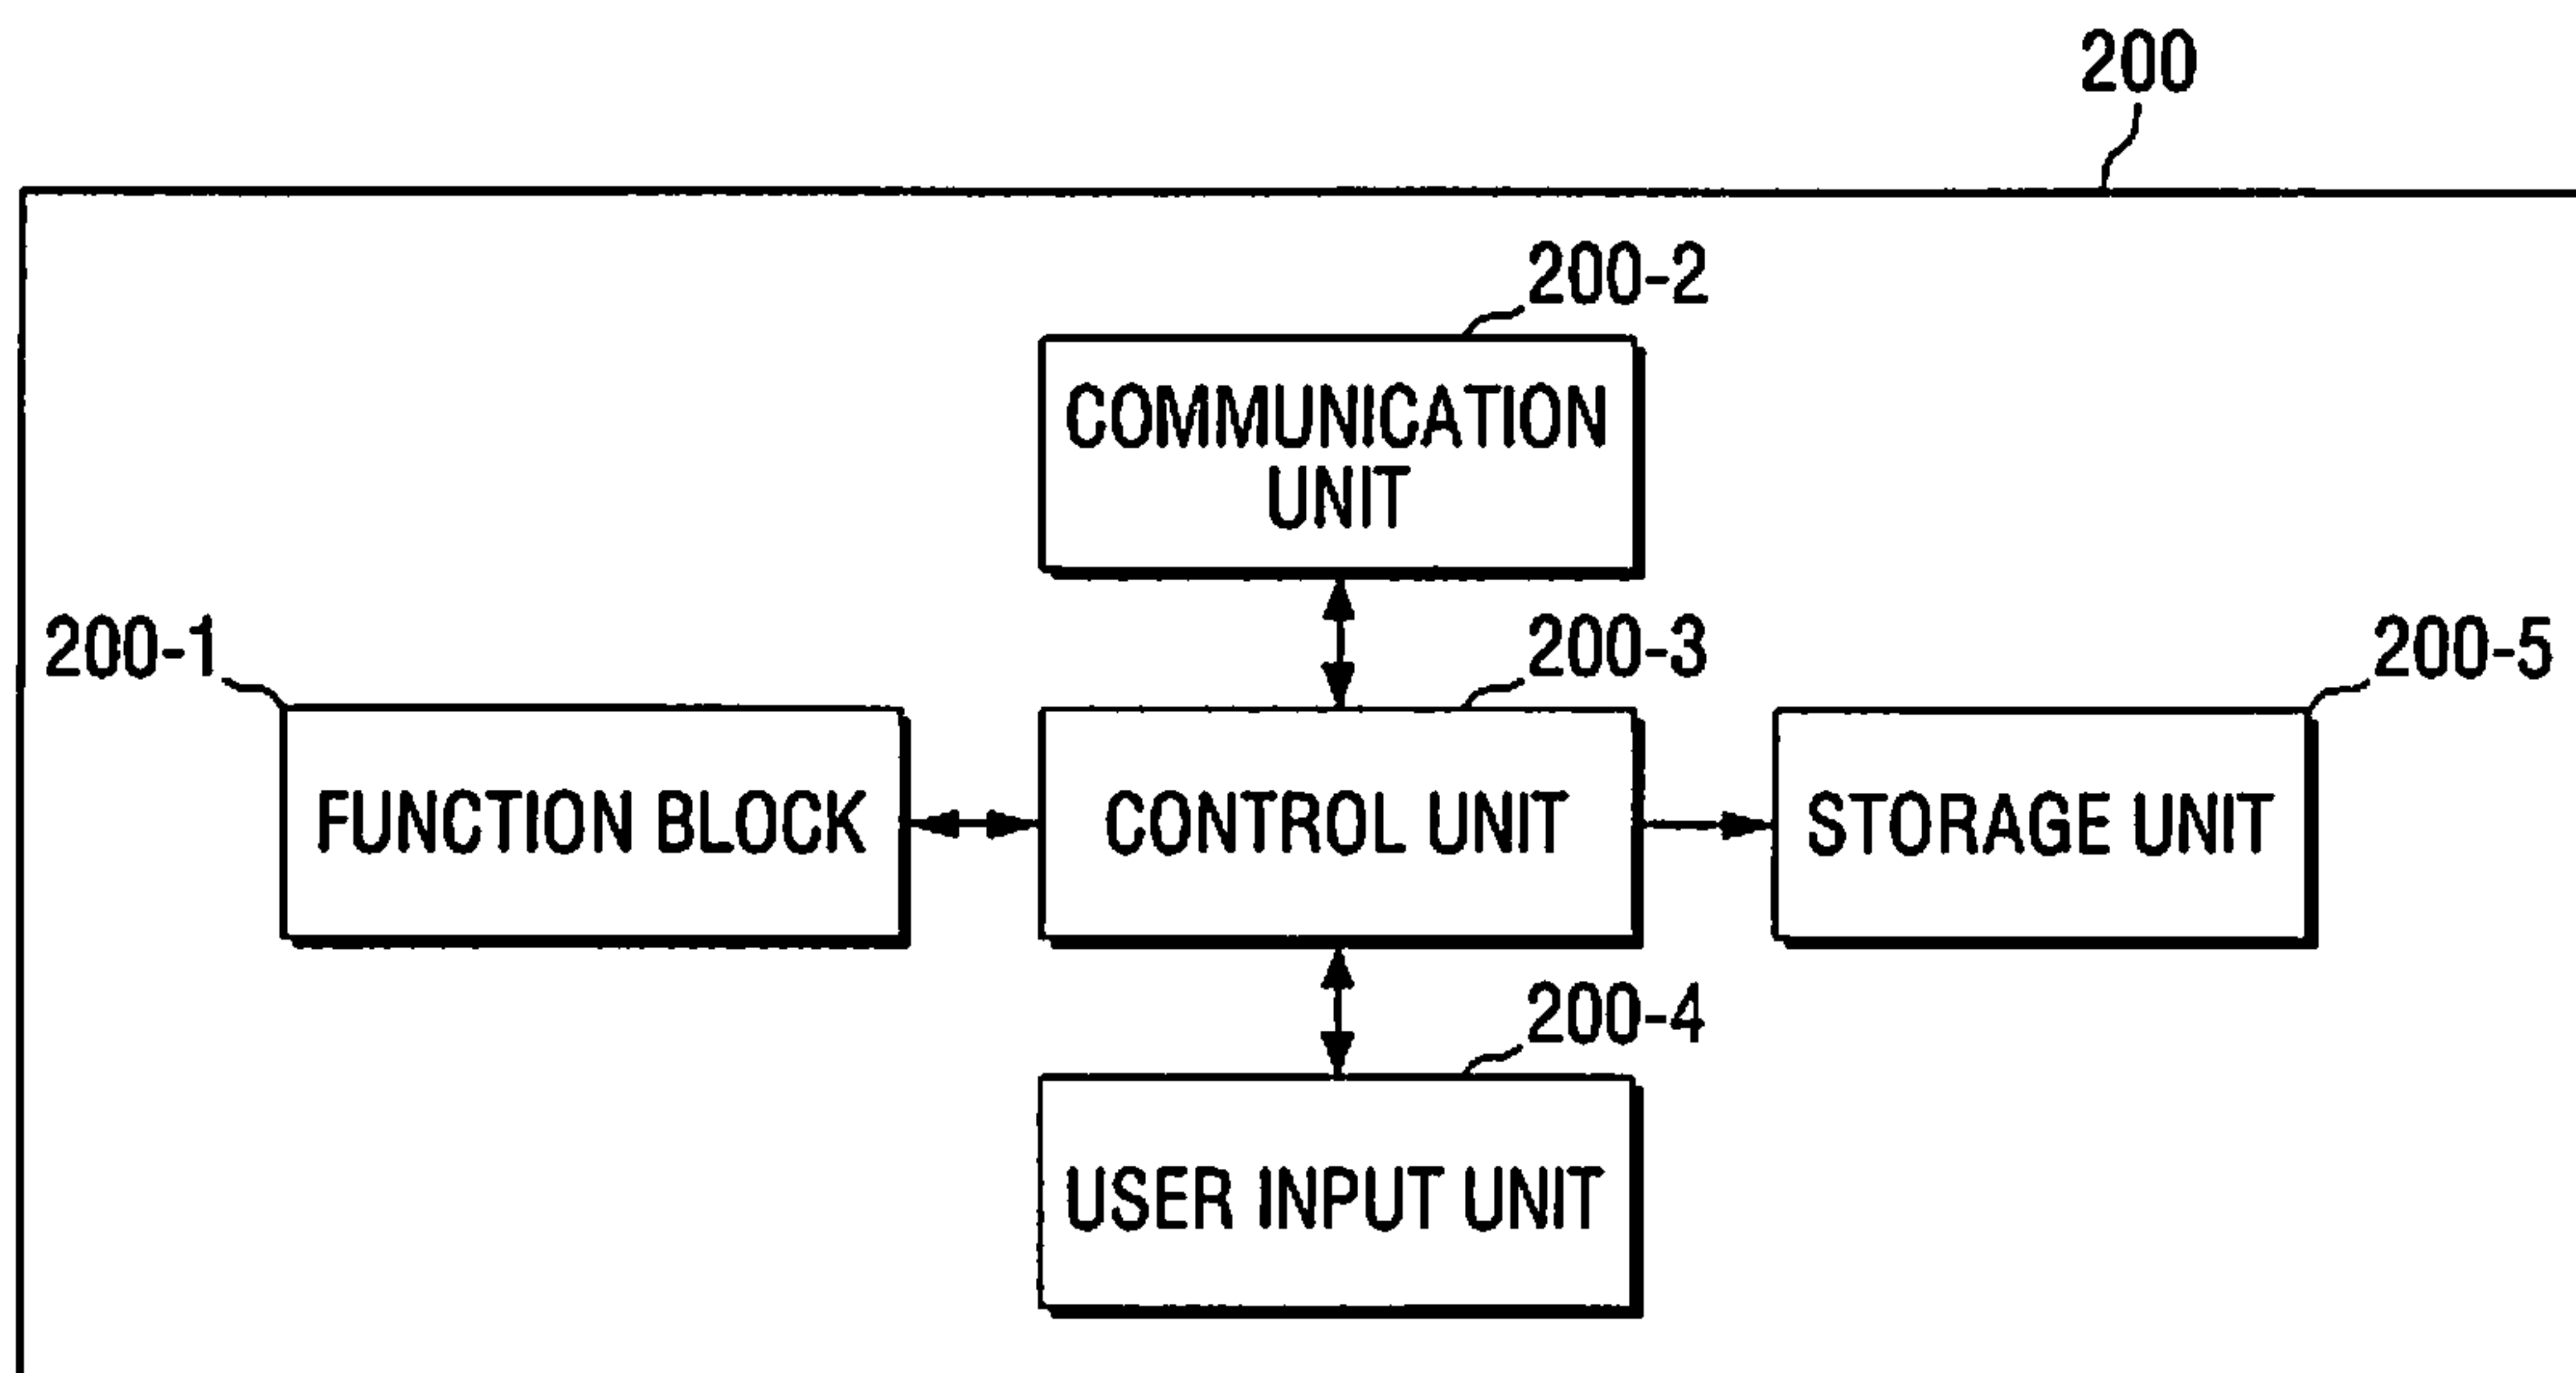 200
200-2
COMMUNICATION
UNIT
200-1
200-3
200-5
FUNCTION BLOCK
CONTROL UNIT
STORAGE UNIT
200-4
USER INPUT UNIT